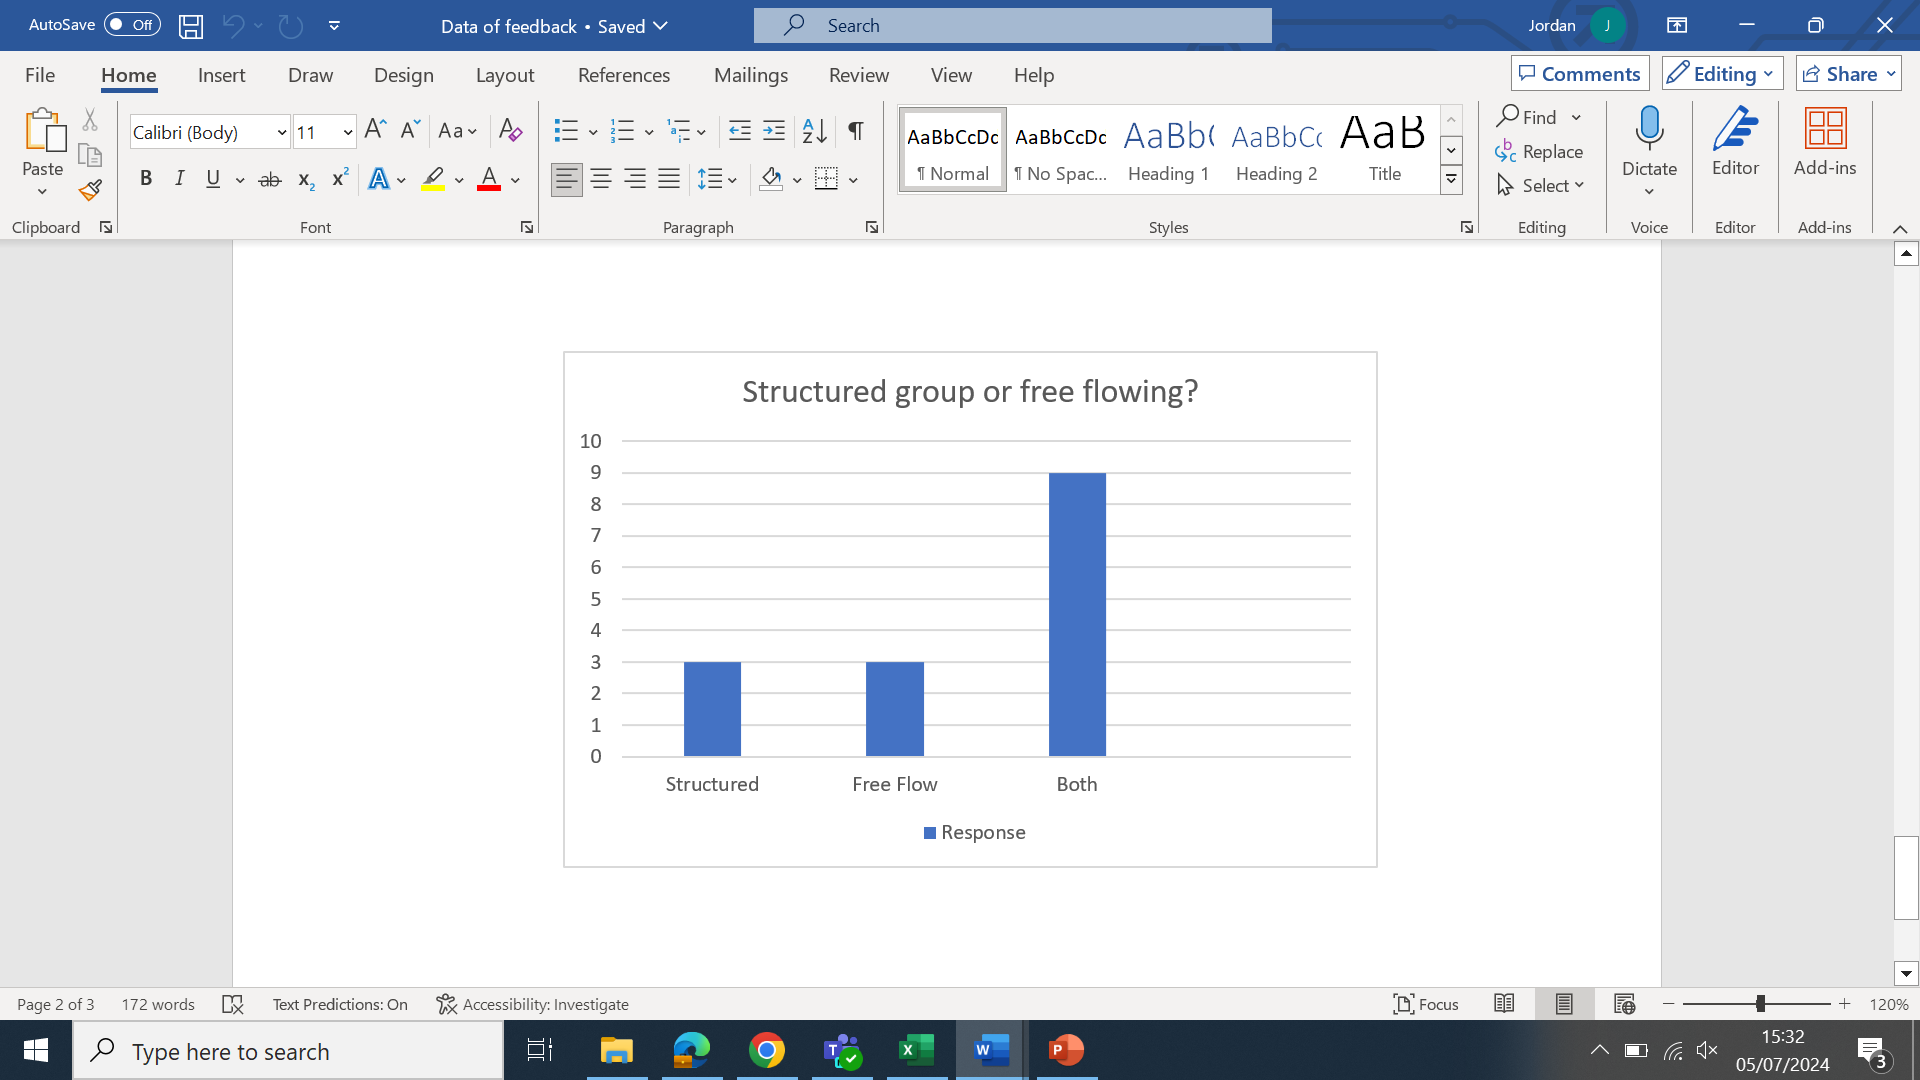 AutoSave Off Data of feedback • Saved Search Jordan J
File Home Insert Draw Design Layout References Mailings Review View Help Comments Editing Share
Paste
Clipboard
Calibri (Body) 11 Aa
B I U ab x2 x2 A A
Font
Paragraph
AaBbCcDc AaBbCcDc AaBb( AaBbCc AaB
¶ Normal ¶ No Spac... Heading 1 Heading 2 Title
Styles
Find
Replace
Select
Editing
Dictate
Voice
Editor
Editor
Add-ins
Add-ins
Structured group or free flowing?
10
9
8
7
6
5
4
3
2
1
0
Structured Free Flow Both
Response
Page 2 of 3 172 words Text Predictions: On Accessibility: Investigate Focus 120%
Type here to search
15:32
05/07/2024
3